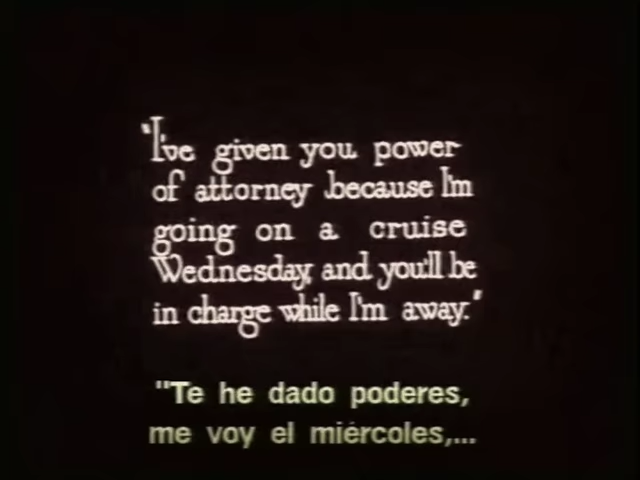 "I've given you power
of attorney because I'm
going on a cruise
Wednesday, and you'll be
in charge while I'm away."
"Te he dado poderes,
me voy el miércoles,...